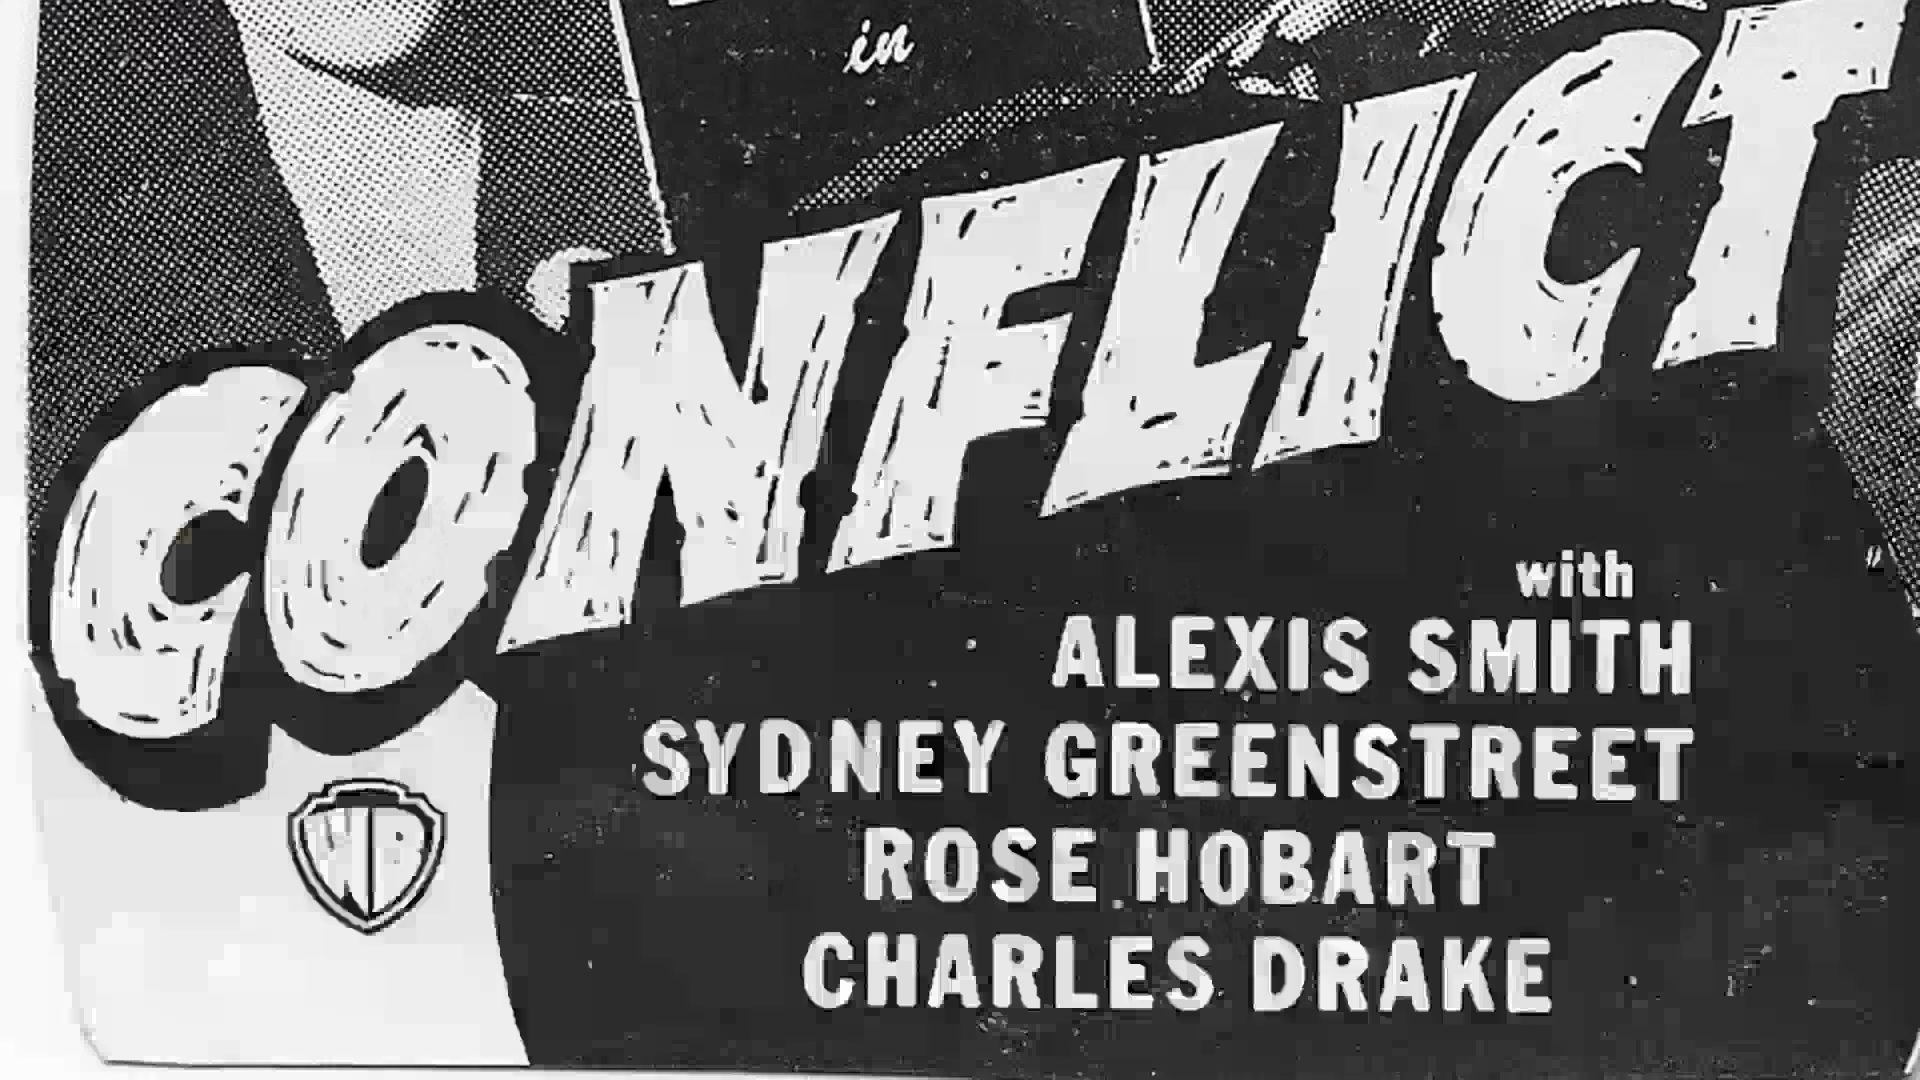 in
CONFLICT
with
ALEXIS SMITH
SYDNEY GREENSTREET
ROSE HOBART
CHARLES DRAKE
WB